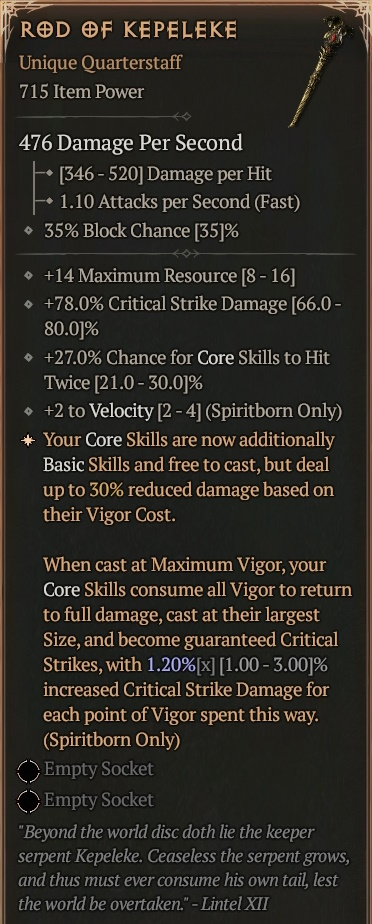 ROD OF KEPELEKE
Unique Quarterstaff
715 Item Power
476 Damage Per Second
[346 - 520] Damage per Hit
1.10 Attacks per Second (Fast)
35% Block Chance [35]%
+14 Maximum Resource [8 - 16]
+78.0% Critical Strike Damage [66.0 -
80.0]%
+27.0% Chance for Core Skills to Hit
Twice [21.0 - 30.0]%
+2 to Velocity [2 - 4] (Spiritborn Only)
Your Core Skills are now additionally
Basic Skills and free to cast, but deal
up to 30% reduced damage based on
their Vigor Cost.
When cast at Maximum Vigor, your
Core Skills consume all Vigor to return
to full damage, cast at their largest
Size, and become guaranteed Critical
Strikes, with 1.20%[x] [1.00 - 3.00]%
increased Critical Strike Damage for
each point of Vigor spent this way.
(Spiritborn Only)
Empty Socket
Empty Socket
"Beyond the world disc doth lie the keeper
serpent Kepeleke. Ceaseless the serpent grows,
and thus must ever consume his own tail, lest
the world be overtaken." - Lintel XII